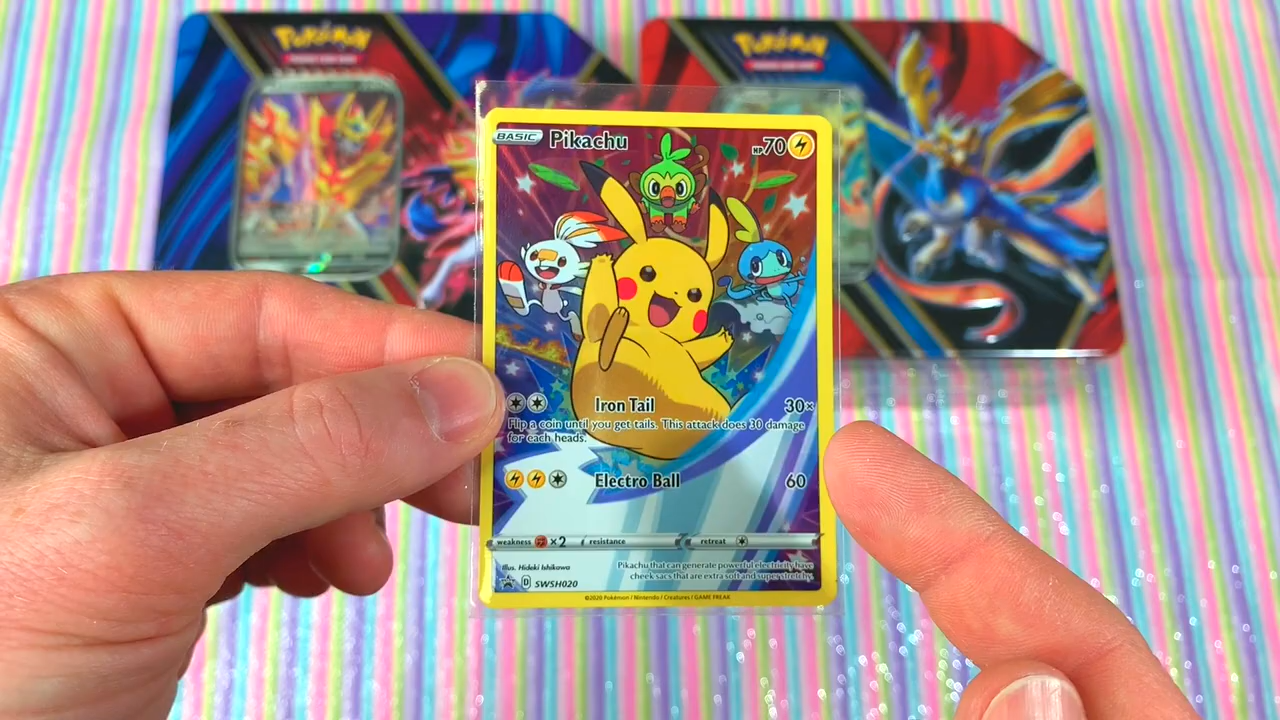 Pokémon
Pokémon
BASIC Pikachu HP70
Iron Tail 30×
Flip a coin until you get tails. This attack does 30 damage
for each heads.
Electro Ball 60
weakness ×2 resistance retreat
Illus. Hideki Ishikawa
Pikachu that can generate powerful electricity have
cheek sacs that are extra soft and super stretchy.
D SWSH020
©2020 Pokémon / Nintendo / Creatures / GAME FREAK